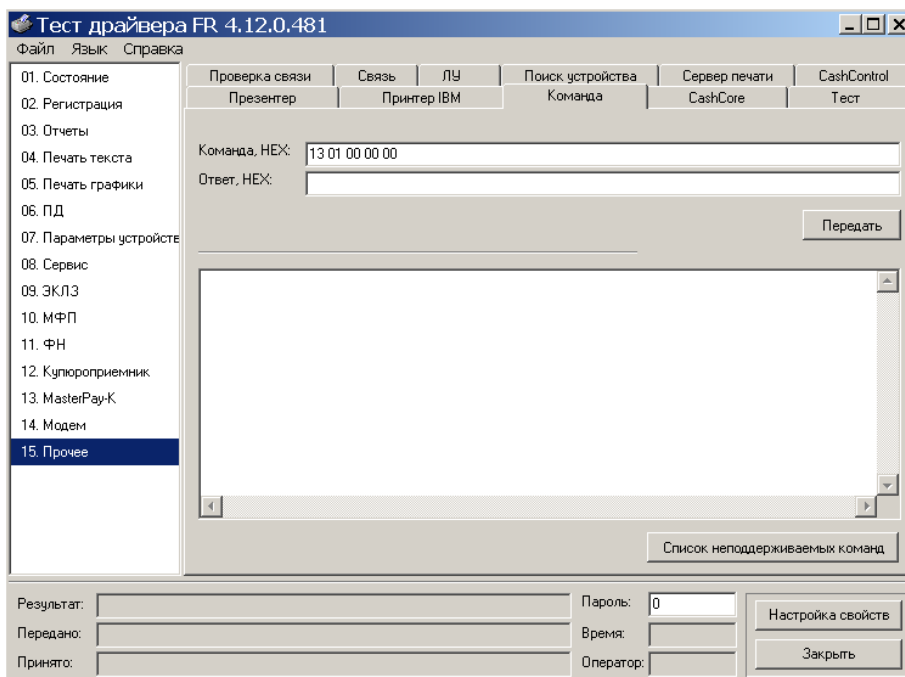 Тест драйвера FR 4.12.0.481
Файл Язык Справка
01. Состояние
02. Регистрация
03. Отчеты
04. Печать текста
05. Печать графики
06. ПД
07. Параметры устройств
08. Сервис
09. ЭКЛЗ
10. МФП
11. ФН
12. Купюроприемник
13. MasterPay-K
14. Модем
15. Прочее
Проверка связи Связь ЛУ Поиск устройства Сервер печати CashControl
Презентер Принтер IBM Команда CashCore Тест
Команда, HEX: 13 01 00 00 00
Ответ, HEX:
Передать
Список неподдерживаемых команд
Результат:
Передано:
Принято:
Пароль: 0
Время:
Оператор:
Настройка свойств
Закрыть